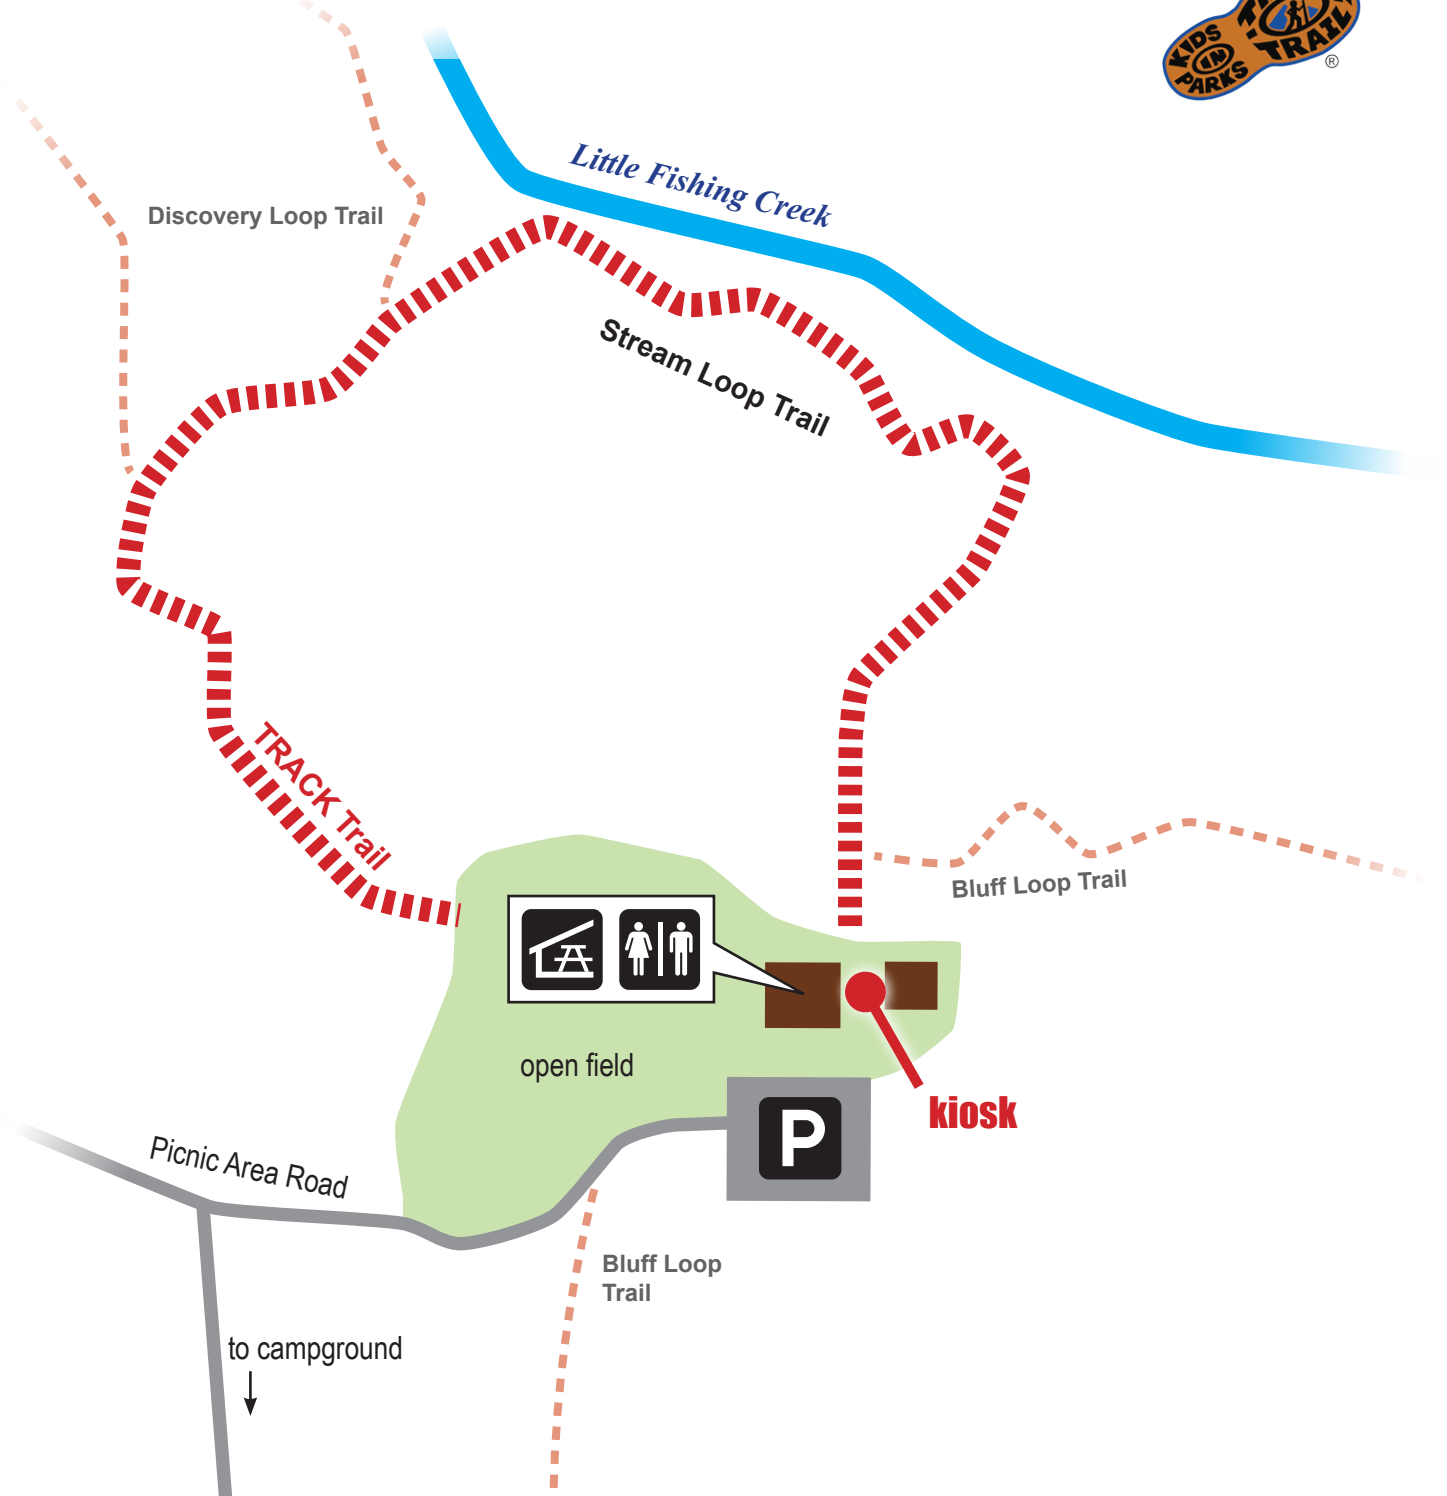 KIDS
IN
PARKS
TRAIL
®
Little Fishing Creek
Discovery Loop Trail
Stream Loop Trail
TRACK Trail
Bluff Loop Trail
open field
kiosk
P
Picnic Area Road
Bluff Loop
Trail
to campground